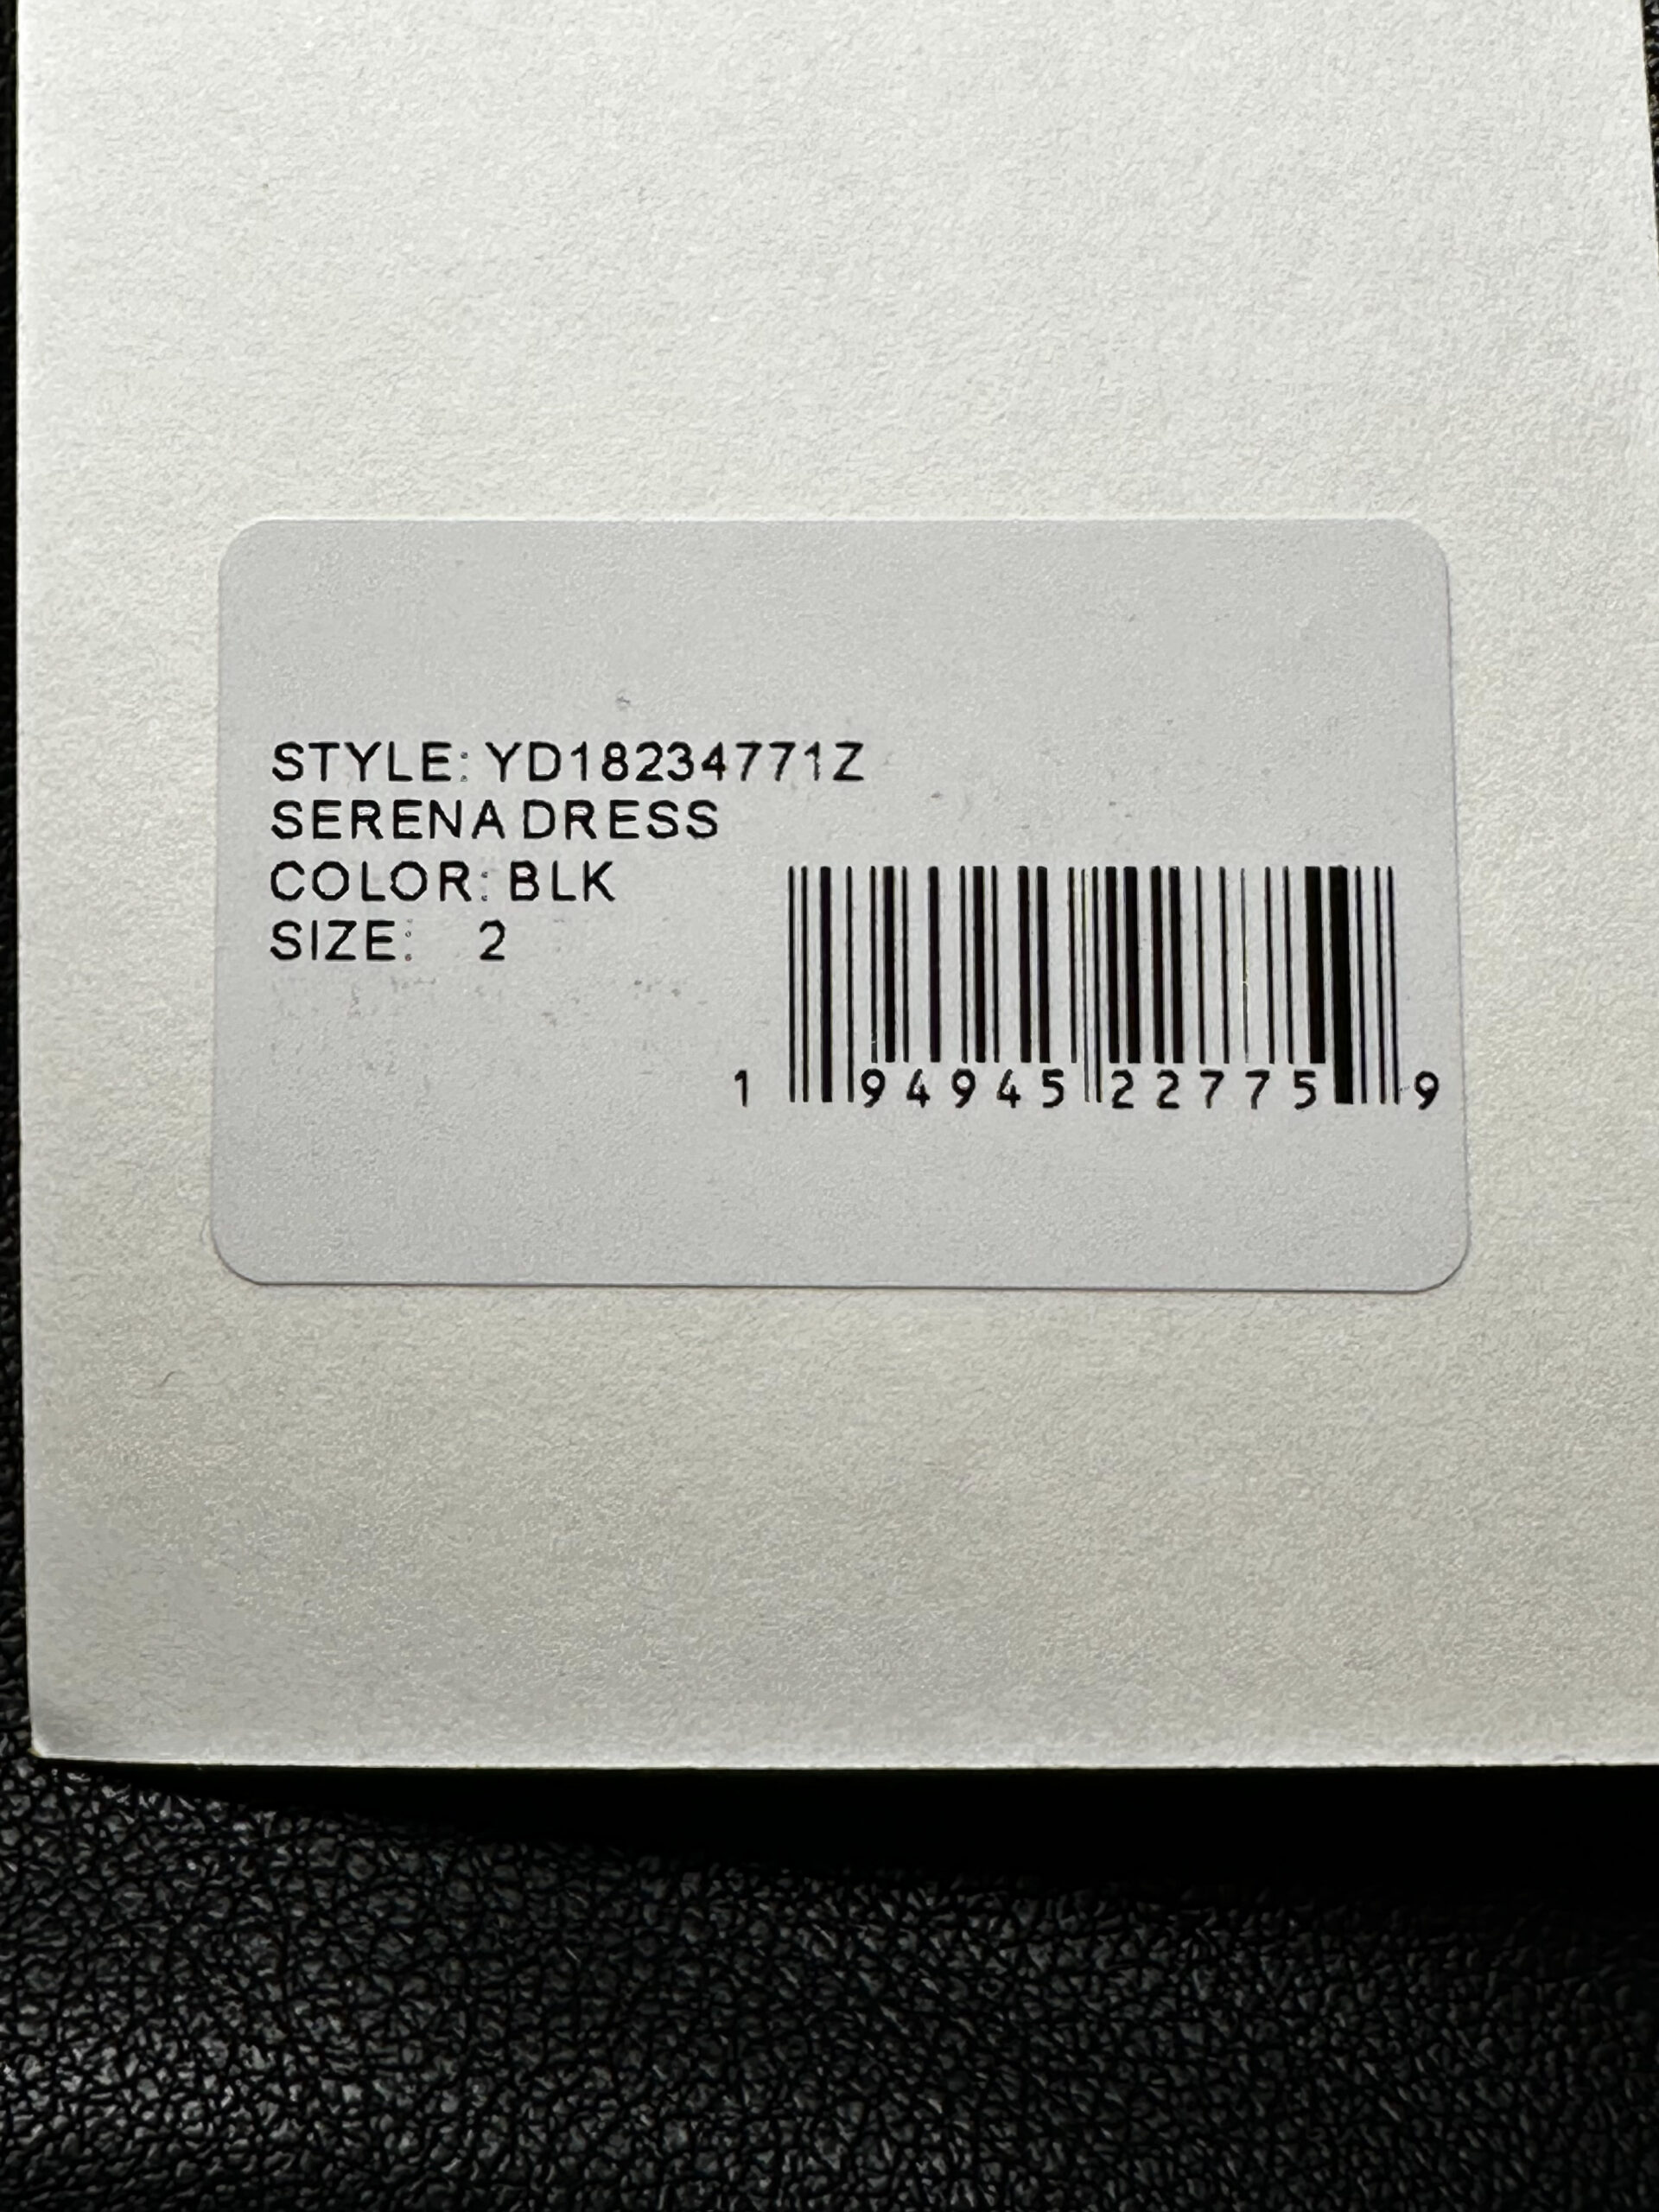 STYLE: YD18234771Z
SERENA DRESS
COLOR: BLK
SIZE: 2
1 94945 22775 9